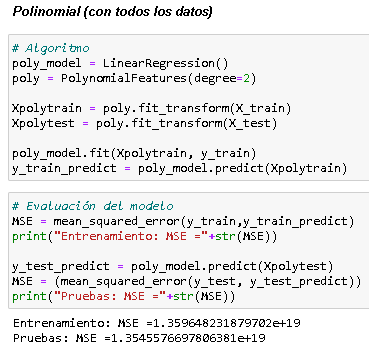 Polinomial (con todos los datos)
# Algoritmo
poly_model = LinearRegression()
poly = PolynomialFeatures(degree=2)
Xpolytrain = poly.fit_transform(X_train)
Xpolytest = poly.fit_transform(X_test)
poly_model.fit(Xpolytrain, y_train)
y_train_predict = poly_model.predict(Xpolytrain)
# Evaluación del modelo
MSE = mean_squared_error(y_train,y_train_predict)
print("Entrenamiento: MSE ="+str(MSE))
y_test_predict = poly_model.predict(Xpolytest)
MSE = (mean_squared_error(y_test, y_test_predict))
print("Pruebas: MSE ="+str(MSE))
Entrenamiento: MSE =1.359648231879702e+19
Pruebas: MSE =1.3545576697806381e+19